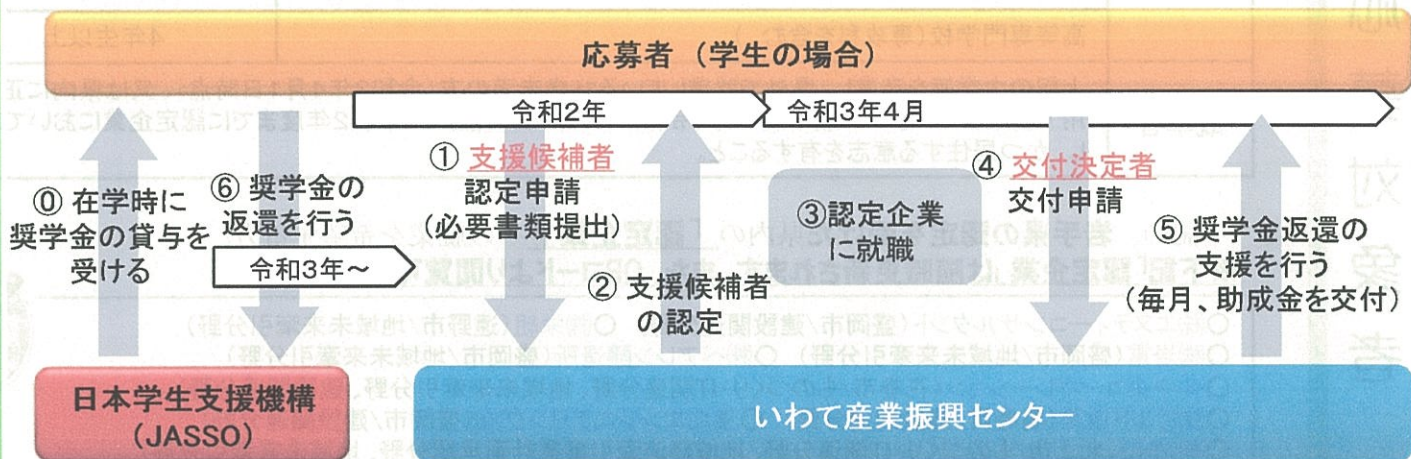 応募者（学生の場合）
令和2年
令和3年4月
⓪ 在学時に
奨学金の貸与を
受ける
⑥ 奨学金の
返還を行う
令和3年～
① 支援候補者
認定申請
（必要書類提出）
② 支援候補者
の認定
③認定企業
に就職
④ 交付決定者
交付申請
⑤ 奨学金返還の
支援を行う
（毎月、助成金を交付）
日本学生支援機構
（JASSO）
いわて産業振興センター